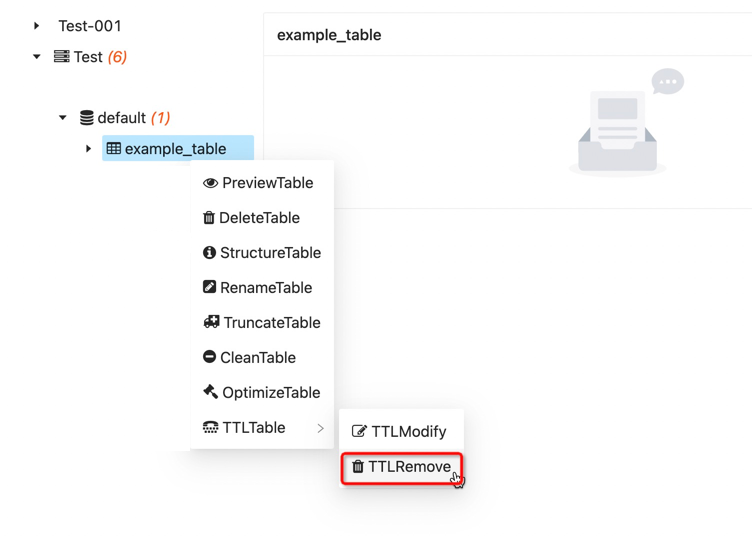 Test-001
Test (6)
default (1)
example_table
example_table
PreviewTable
DeleteTable
StructureTable
RenameTable
TruncateTable
CleanTable
OptimizeTable
TTLTable
TTLModify
TTLRemove